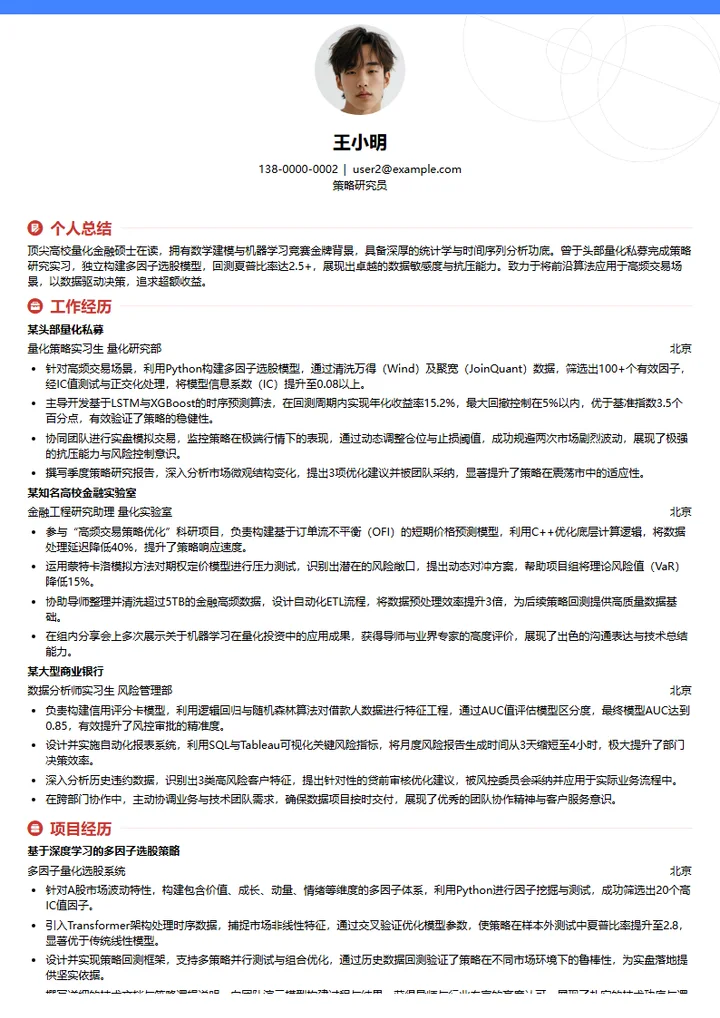 王小明
138-0000-0002 | user2@example.com
策略研究员
个人总结
顶尖高校量化金融硕士在读，拥有数学建模与机器学习竞赛金牌背景，具备深厚的统计学与时间序列分析功底。曾于头部量化私募完成策略
研究实习，独立构建多因子选股模型，回测夏普比率达2.5+，展现出卓越的数据敏感度与抗压能力。致力于将前沿算法应用于高频交易场
景，以数据驱动决策，追求超额收益。
工作经历
某头部量化私募
量化策略实习生 量化研究部 北京
• 针对高频交易场景，利用Python构建多因子选股模型，通过清洗万得（Wind）及聚宽（JoinQuant）数据，筛选出100+个有效因子，
经IC值测试与正交化处理，将模型信息系数（IC）提升至0.08以上。
• 主导开发基于LSTM与XGBoost的时序预测算法，在回测周期内实现年化收益率15.2%，最大回撤控制在5%以内，优于基准指数3.5个
百分点，有效验证了策略的稳健性。
• 协同团队进行实盘模拟交易，监控策略在极端行情下的表现，通过动态调整仓位与止损阈值，成功规避两次市场剧烈波动，展现了极强
的抗压能力与风险控制意识。
• 撰写季度策略研究报告，深入分析市场微观结构变化，提出3项优化建议并被团队采纳，显著提升了策略在震荡市中的适应性。
某知名高校金融实验室
金融工程研究助理 量化实验室 北京
• 参与“高频交易策略优化”科研项目，负责构建基于订单流不平衡（OFI）的短期价格预测模型，利用C++优化底层计算逻辑，将数据
处理延迟降低40%，提升了策略响应速度。
• 运用蒙特卡洛模拟方法对期权定价模型进行压力测试，识别出潜在的风险敞口，提出动态对冲方案，帮助项目组将理论风险值（VaR）
降低15%。
• 协助导师整理并清洗超过5TB的金融高频数据，设计自动化ETL流程，将数据预处理效率提升3倍，为后续策略回测提供高质量数据基
础。
• 在组内分享会上多次展示关于机器学习在量化投资中的应用成果，获得导师与业界专家的高度评价，展现了出色的沟通表达与技术总结
能力。
某大型商业银行
数据分析师实习生 风险管理部 北京
• 负责构建信用评分卡模型，利用逻辑回归与随机森林算法对借款人数据进行特征工程，通过AUC值评估模型区分度，最终模型AUC达到
0.85，有效提升了风控审批的精准度。
• 设计并实施自动化报表系统，利用SQL与Tableau可视化关键风险指标，将月度风险报告生成时间从3天缩短至4小时，极大提升了部门
决策效率。
• 深入分析历史违约数据，识别出3类高风险客户特征，提出针对性的贷前审核优化建议，被风控委员会采纳并应用于实际业务流程中。
• 在跨部门协作中，主动协调业务与技术团队需求，确保数据项目按时交付，展现了优秀的团队协作精神与客户服务意识。
项目经历
基于深度学习的多因子选股策略
多因子量化选股系统 北京
• 针对A股市场波动特性，构建包含价值、成长、动量、情绪等维度的多因子体系，利用Python进行因子挖掘与测试，成功筛选出20个高
IC值因子。
• 引入Transformer架构处理时序数据，捕捉市场非线性特征，通过交叉验证优化模型参数，使策略在样本外测试中夏普比率提升至2.8，
显著优于传统线性模型。
• 设计并实现策略回测框架，支持多策略并行测试与组合优化，通过历史数据回测验证了策略在不同市场环境下的鲁棒性，为实盘落地提
供坚实依据。